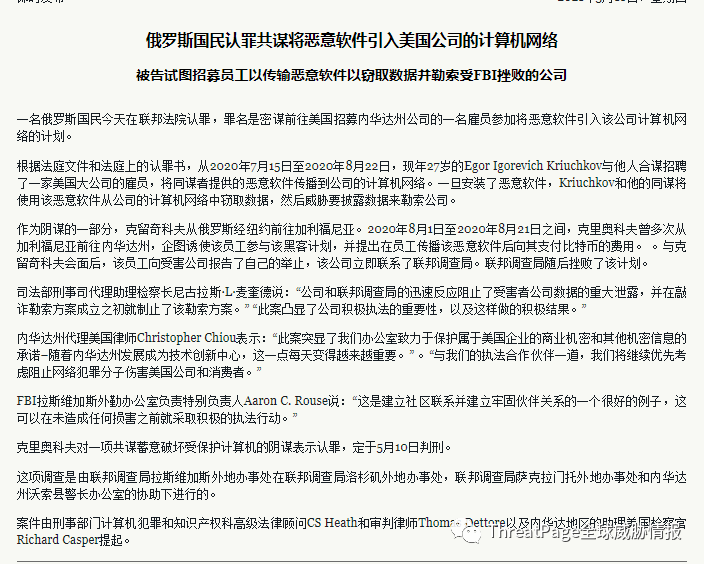 俄罗斯国民认罪共谋将恶意软件引入美国公司的计算机网络
被告试图招募员工以传输恶意软件以窃取数据并勒索受FBI挫败的公司
一名俄罗斯国民今天在联邦法院认罪，罪名是密谋前往美国招募内华达州公司的一名雇员参加将恶意软件引入该公司计算机网
络的计划。
根据法庭文件和法庭上的认罪书，从2020年7月15日至2020年8月22日，现年27岁的Egor Igorevich Kriuchkov与他人合谋招聘
了一家美国大公司的雇员，将同谋者提供的恶意软件传播到公司的计算机网络。一旦安装了恶意软件，Kriuchkov和他的同谋将
使用该恶意软件从公司的计算机网络中窃取数据，然后威胁要披露数据来勒索公司。
作为阴谋的一部分，克留奇科夫从俄罗斯经纽约前往加利福尼亚。2020年8月1日至2020年8月21日之间，克里奥科夫曾多次从
加利福尼亚前往内华达州，企图诱使该员工参与该黑客计划，并提出在员工传播该恶意软件后向其支付比特币的费用。 。与克
留奇科夫会面后，该员工向受害公司报告了自己的举止，该公司立即联系了联邦调查局。联邦调查局随后挫败了该计划。
司法部刑事司代理助理检察长尼古拉斯·L·麦奎德说：“公司和联邦调查局的迅速反应阻止了受害者公司数据的重大泄露，并在敲
诈勒索方案成立之初就制止了该勒索方案。” “此案凸显了公司积极执法的重要性，以及这样做的积极结果。”
内华达州代理美国律师Christopher Chiou表示：“此案突显了我们办公室致力于保护属于美国企业的商业机密和其他机密信息的
承诺–随着内华达州发展成为技术创新中心，这一点每天变得越来越重要。” 。“与我们的执法合作伙伴一道，我们将继续优先考
虑阻止网络犯罪分子伤害美国公司和消费者。”
FBI拉斯维加斯外勤办公室负责特别负责人Aaron C. Rouse说：“这是建立社区联系并建立牢固伙伴关系的一个很好的例子，这
可以在未造成任何损害之前就采取积极的执法行动。”
克里奥科夫对一项共谋蓄意破坏受保护计算机的阴谋表示认罪，定于5月10日判刑。
这项调查是由联邦调查局拉斯维加斯外地办事处在联邦调查局洛杉矶外地办事处，联邦调查局萨克拉门托外地办事处和内华达
州沃索县警长办公室的协助下进行的。
案件由刑事部门计算机犯罪和知识产权科高级法律顾问CS Heath和审判律师Thomas Dettore以及内华达地区的助理美国检察官
Richard Casper提起。
ThreatPage全球威胁情报